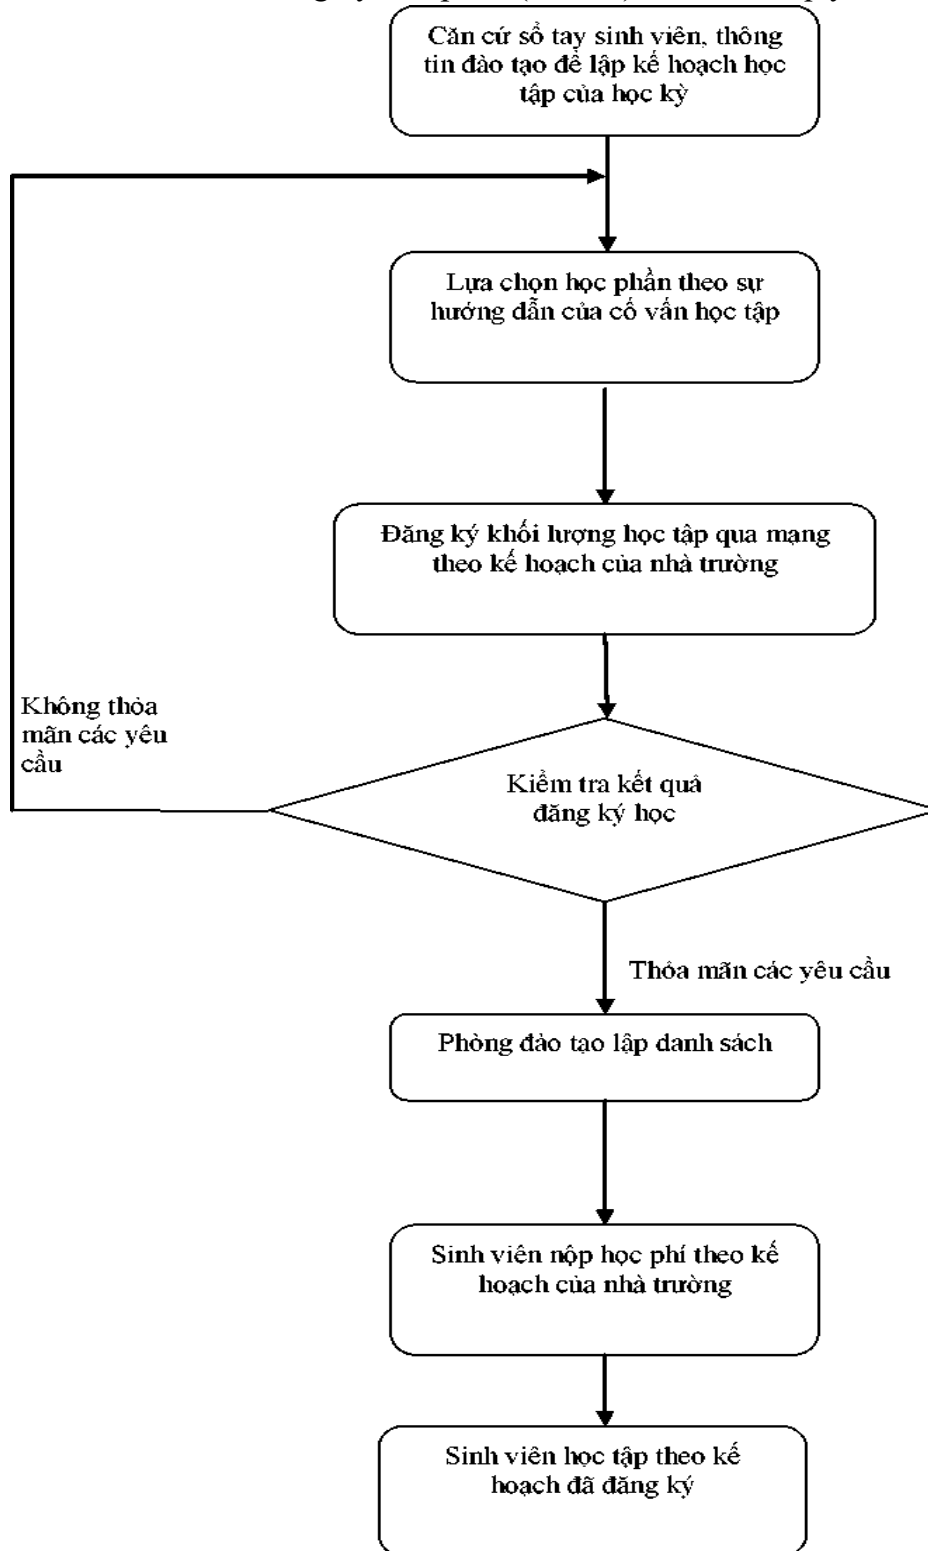 Căn cứ sổ tay sinh viên, thông
tin đào tạo để lập kế hoạch học
tập của học kỳ
Lựa chọn học phần theo sự
hướng dẫn của cố vấn học tập
Đăng ký khối lượng học tập qua mạng
theo kế hoạch của nhà trường
Không thỏa
mãn các yêu
cầu
Kiểm tra kết quả
đăng ký học
Thỏa mãn các yêu cầu
Phòng đào tạo lập danh sách
Sinh viên nộp học phí theo kế
hoạch của nhà trường
Sinh viên học tập theo kế
hoạch đã đăng ký